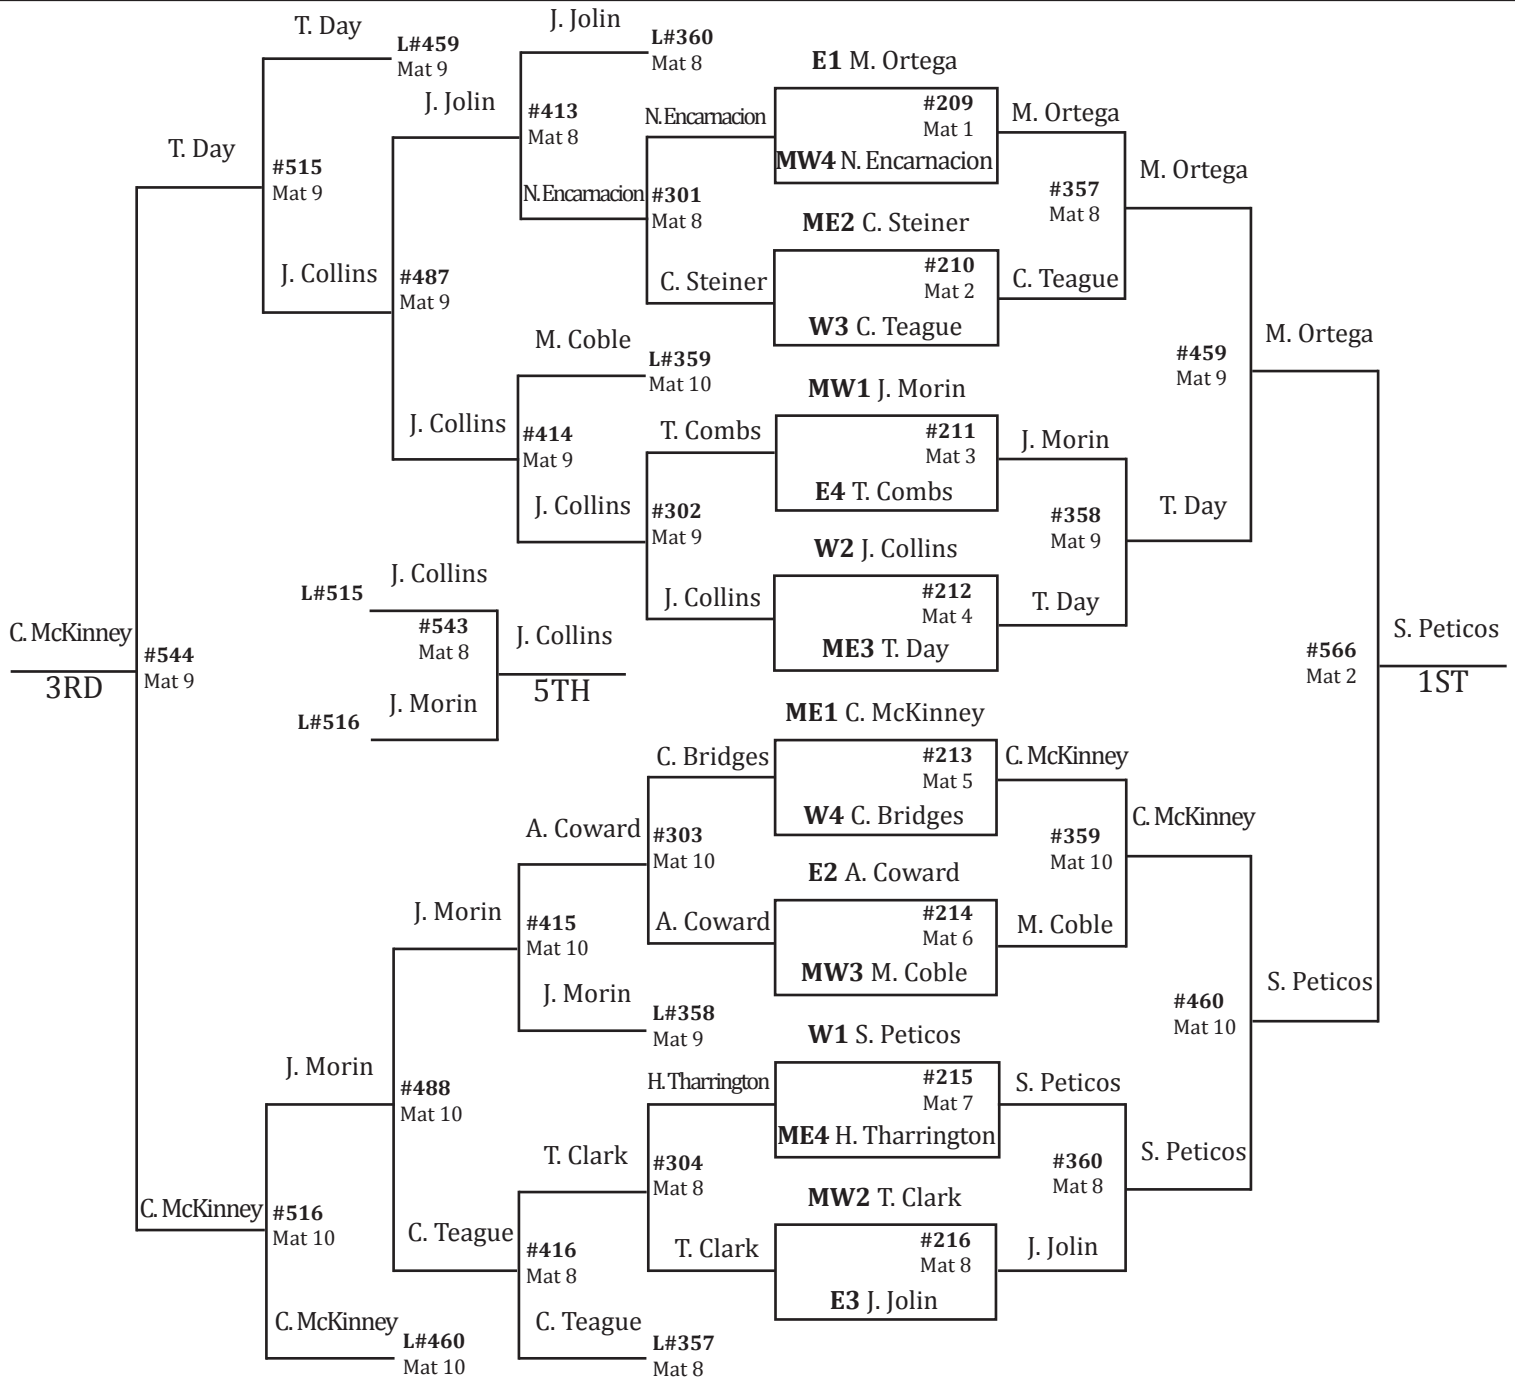 T. Day
J. Jolin
L#459
Mat 9
L#360
Mat 8
E1 M. Ortega
J. Jolin
#413
Mat 8
N. Encarnacion
#209
Mat 1
M. Ortega
T. Day
#515
Mat 9
MW4 N. Encarnacion
M. Ortega
N. Encarnacion
#301
Mat 8
#357
Mat 8
ME2 C. Steiner
J. Collins
#487
Mat 9
C. Steiner
#210
Mat 2
C. Teague
W3 C. Teague
M. Coble
L#359
Mat 10
M. Ortega
#459
Mat 9
MW1 J. Morin
J. Collins
#414
Mat 9
T. Combs
#211
Mat 3
J. Morin
E4 T. Combs
J. Collins
#302
Mat 9
#358
Mat 9
T. Day
W2 J. Collins
J. Collins
L#515
J. Collins
#212
Mat 4
T. Day
C. McKinney
#543
Mat 8
J. Collins
ME3 T. Day
S. Peticos
3RD
#544
Mat 9
5TH
#566
Mat 2
1ST
J. Morin
L#516
ME1 C. McKinney
C. Bridges
#213
Mat 5
C. McKinney
W4 C. Bridges
C. McKinney
A. Coward
#303
Mat 10
#359
Mat 10
E2 A. Coward
J. Morin
#415
Mat 10
A. Coward
#214
Mat 6
M. Coble
MW3 M. Coble
J. Morin
L#358
Mat 9
S. Peticos
#460
Mat 10
W1 S. Peticos
J. Morin
#488
Mat 10
H. Tharrington
#215
Mat 7
S. Peticos
ME4 H. Tharrington
T. Clark
#304
Mat 8
#360
Mat 8
S. Peticos
MW2 T. Clark
C. McKinney
#516
Mat 10
C. Teague
#416
Mat 8
T. Clark
#216
Mat 8
J. Jolin
E3 J. Jolin
C. McKinney
L#460
Mat 10
C. Teague
L#357
Mat 8